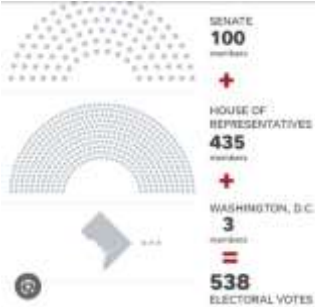 SENATE
100
members
+
HOUSE OF
REPRESENTATIVES
435
members
+
WASHINGTON, D.C.
3
members
=
538
ELECTORAL VOTES